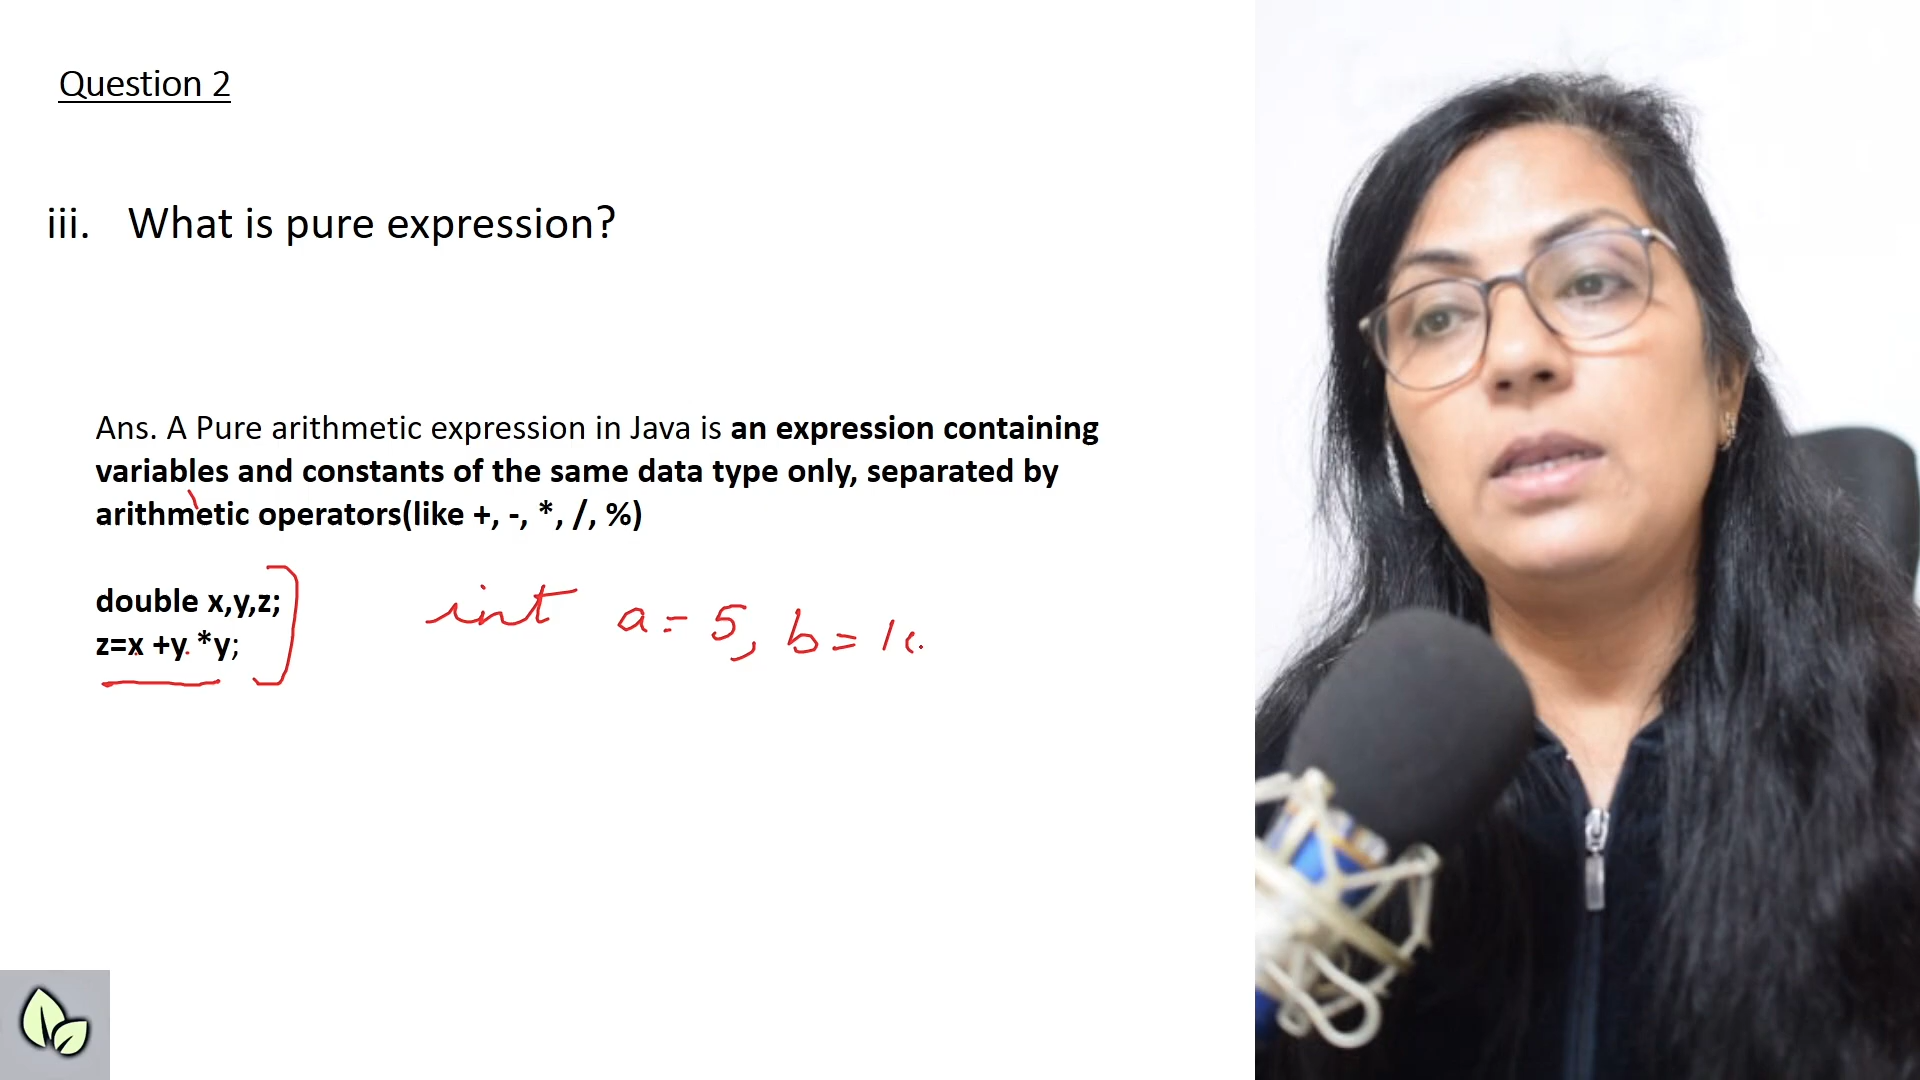 Question 2
iii. What is pure expression?
Ans. A Pure arithmetic expression in Java is an expression containing
variables and constants of the same data type only, separated by
arithmetic operators(like +, -, *, /, %)
double x,y,z;
z=x +y *y;
int a = 5, b = 1